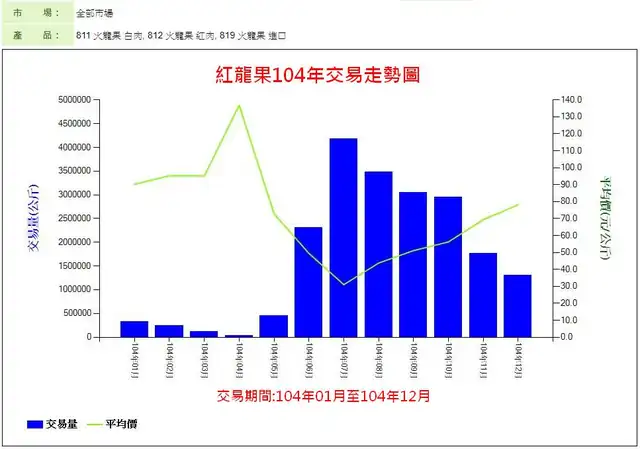 市 場： 全部市場
產 品： 811 火龍果 白肉, 812 火龍果 紅肉, 819 火龍果 進口
紅龍果104年交易走勢圖
交易量(公斤)
5000000
4500000
4000000
3500000
3000000
2500000
2000000
1500000
1000000
500000
0
140.0
130.0
120.0
110.0
100.0
90.0
80.0
70.0
60.0
50.0
40.0
30.0
20.0
10.0
0.0
平均價(元/公斤)
104年01月
104年02月
104年03月
104年04月
104年05月
104年06月
104年07月
104年08月
104年09月
104年10月
104年11月
104年12月
交易期間:104年01月至104年12月
交易量 平均價